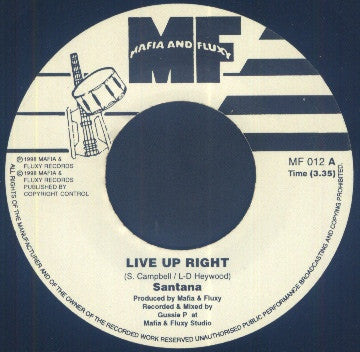 MF
MAFIA AND FLUXY
℗ 1998 MAFIA &
FLUXY RECORDS
© 1998 MAFIA &
FLUXY RECORDS
PUBLISHED BY
COPYRIGHT CONTROL
MF 012 A
Time (3.35)
LIVE UP RIGHT
(S. Campbell / L-D Heywood)
Santana
Produced by Mafia & Fluxy
Recorded & Mixed by
Gussie P at
Mafia & Fluxy Studio
ALL RIGHTS OF THE MANUFACTURER AND OF THE OWNER OF THE RECORDED WORK RESERVED UNAUTHORISED PUBLIC PERFORMANCE BROADCASTING AND COPYING PROHIBITED.